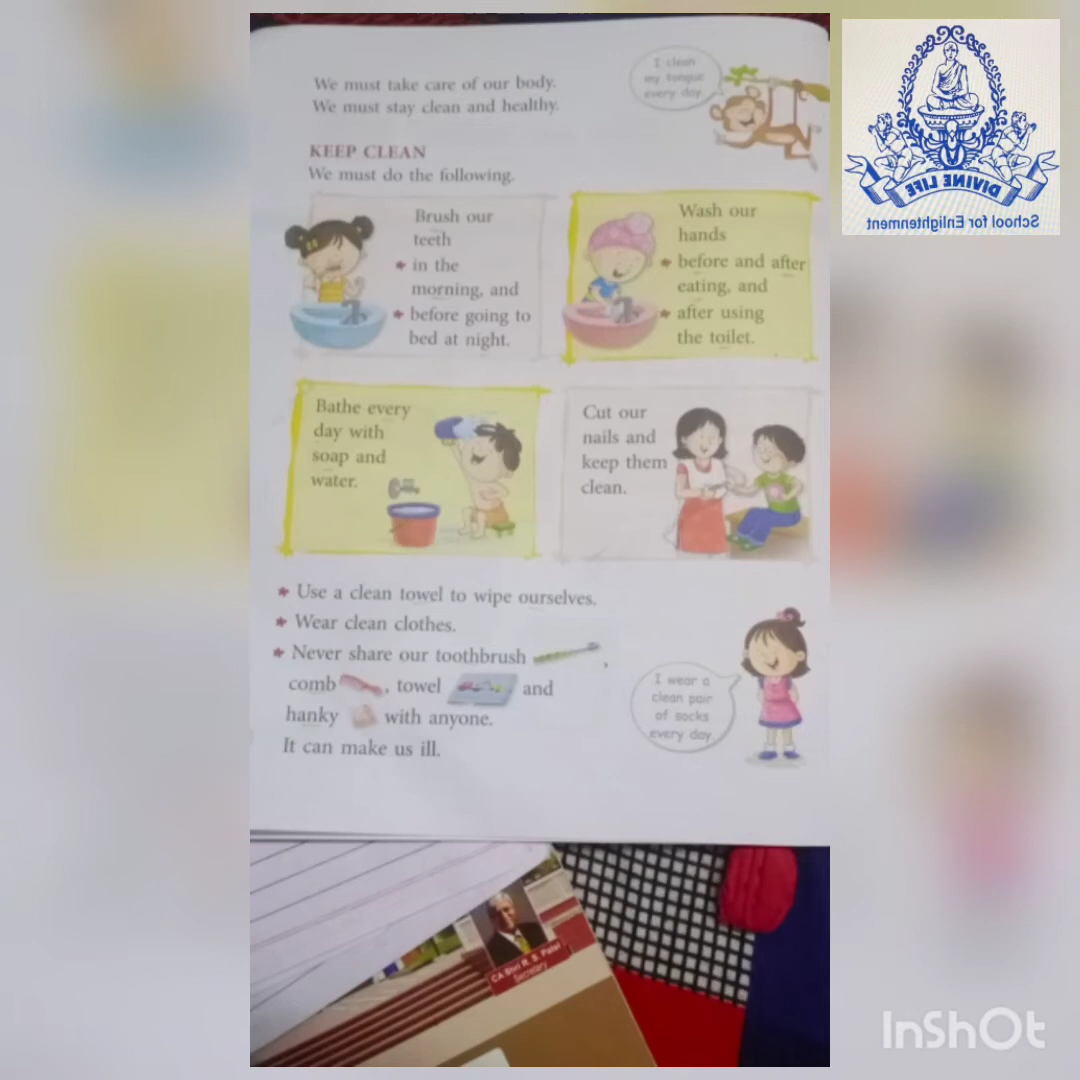 We must take care of our body.
We must stay clean and healthy.
I clean
my tongue
every day.
KEEP CLEAN
We must do the following.
Brush our
teeth
* in the
morning, and
* before going to
bed at night.
Wash our
hands
* before and after
eating, and
* after using
the toilet.
Bathe every
day with
soap and
water.
Cut our
nails and
keep them
clean.
* Use a clean towel to wipe ourselves.
* Wear clean clothes.
* Never share our toothbrush ,
comb , towel and
hanky with anyone.
It can make us ill.
I wear a
clean pair
of socks
every day.
CA Shri R. S. Patel
Secretary
DIVINE LIFE
School for Enlightenment
InShOt